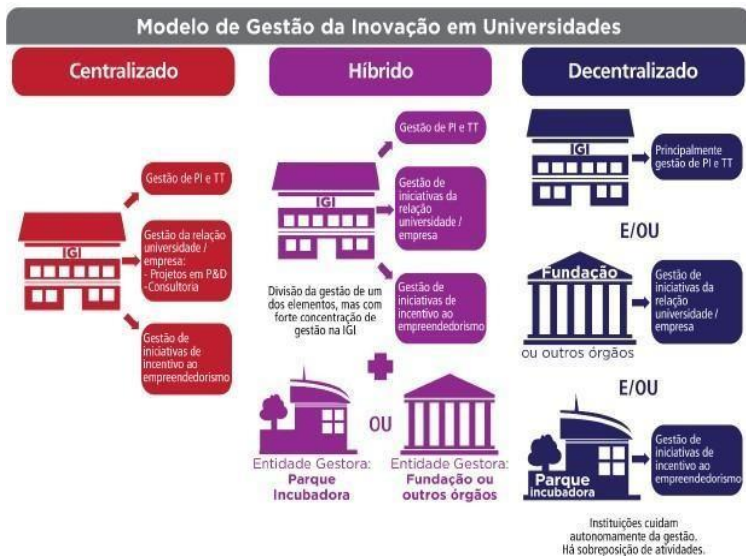 Modelo de Gestão da Inovação em Universidades
Centralizado
IGI
Gestão de PI e TT
Gestão da relação
universidade /
empresa:
- Projetos em P&D
-Consultoria
Gestão de
iniciativas de
incentivo ao
empreendedorismo
Híbrido
IGI
Gestão de PI e TT
Gestão de
iniciativas da
relação
universidade /
empresa
Gestão de
iniciativas de
incentivo ao
empreendedorismo
Divisão da gestão de um
dos elementos, mas com
forte concentração de
gestão na IGI
OU
Entidade Gestora:
Parque
Incubadora
Entidade Gestora:
Fundação ou
outros órgãos
Decentralizado
IGI
Principalmente
gestão de PI e TT
E/OU
Fundação
ou outros órgãos
Gestão de
iniciativas da
relação
universidade /
empresa
E/OU
Parque
incubadora
Gestão de
iniciativas de
incentivo ao
empreendedorismo
Instituições cuidam
autonomamente da gestão.
Há sobreposição de atividades.